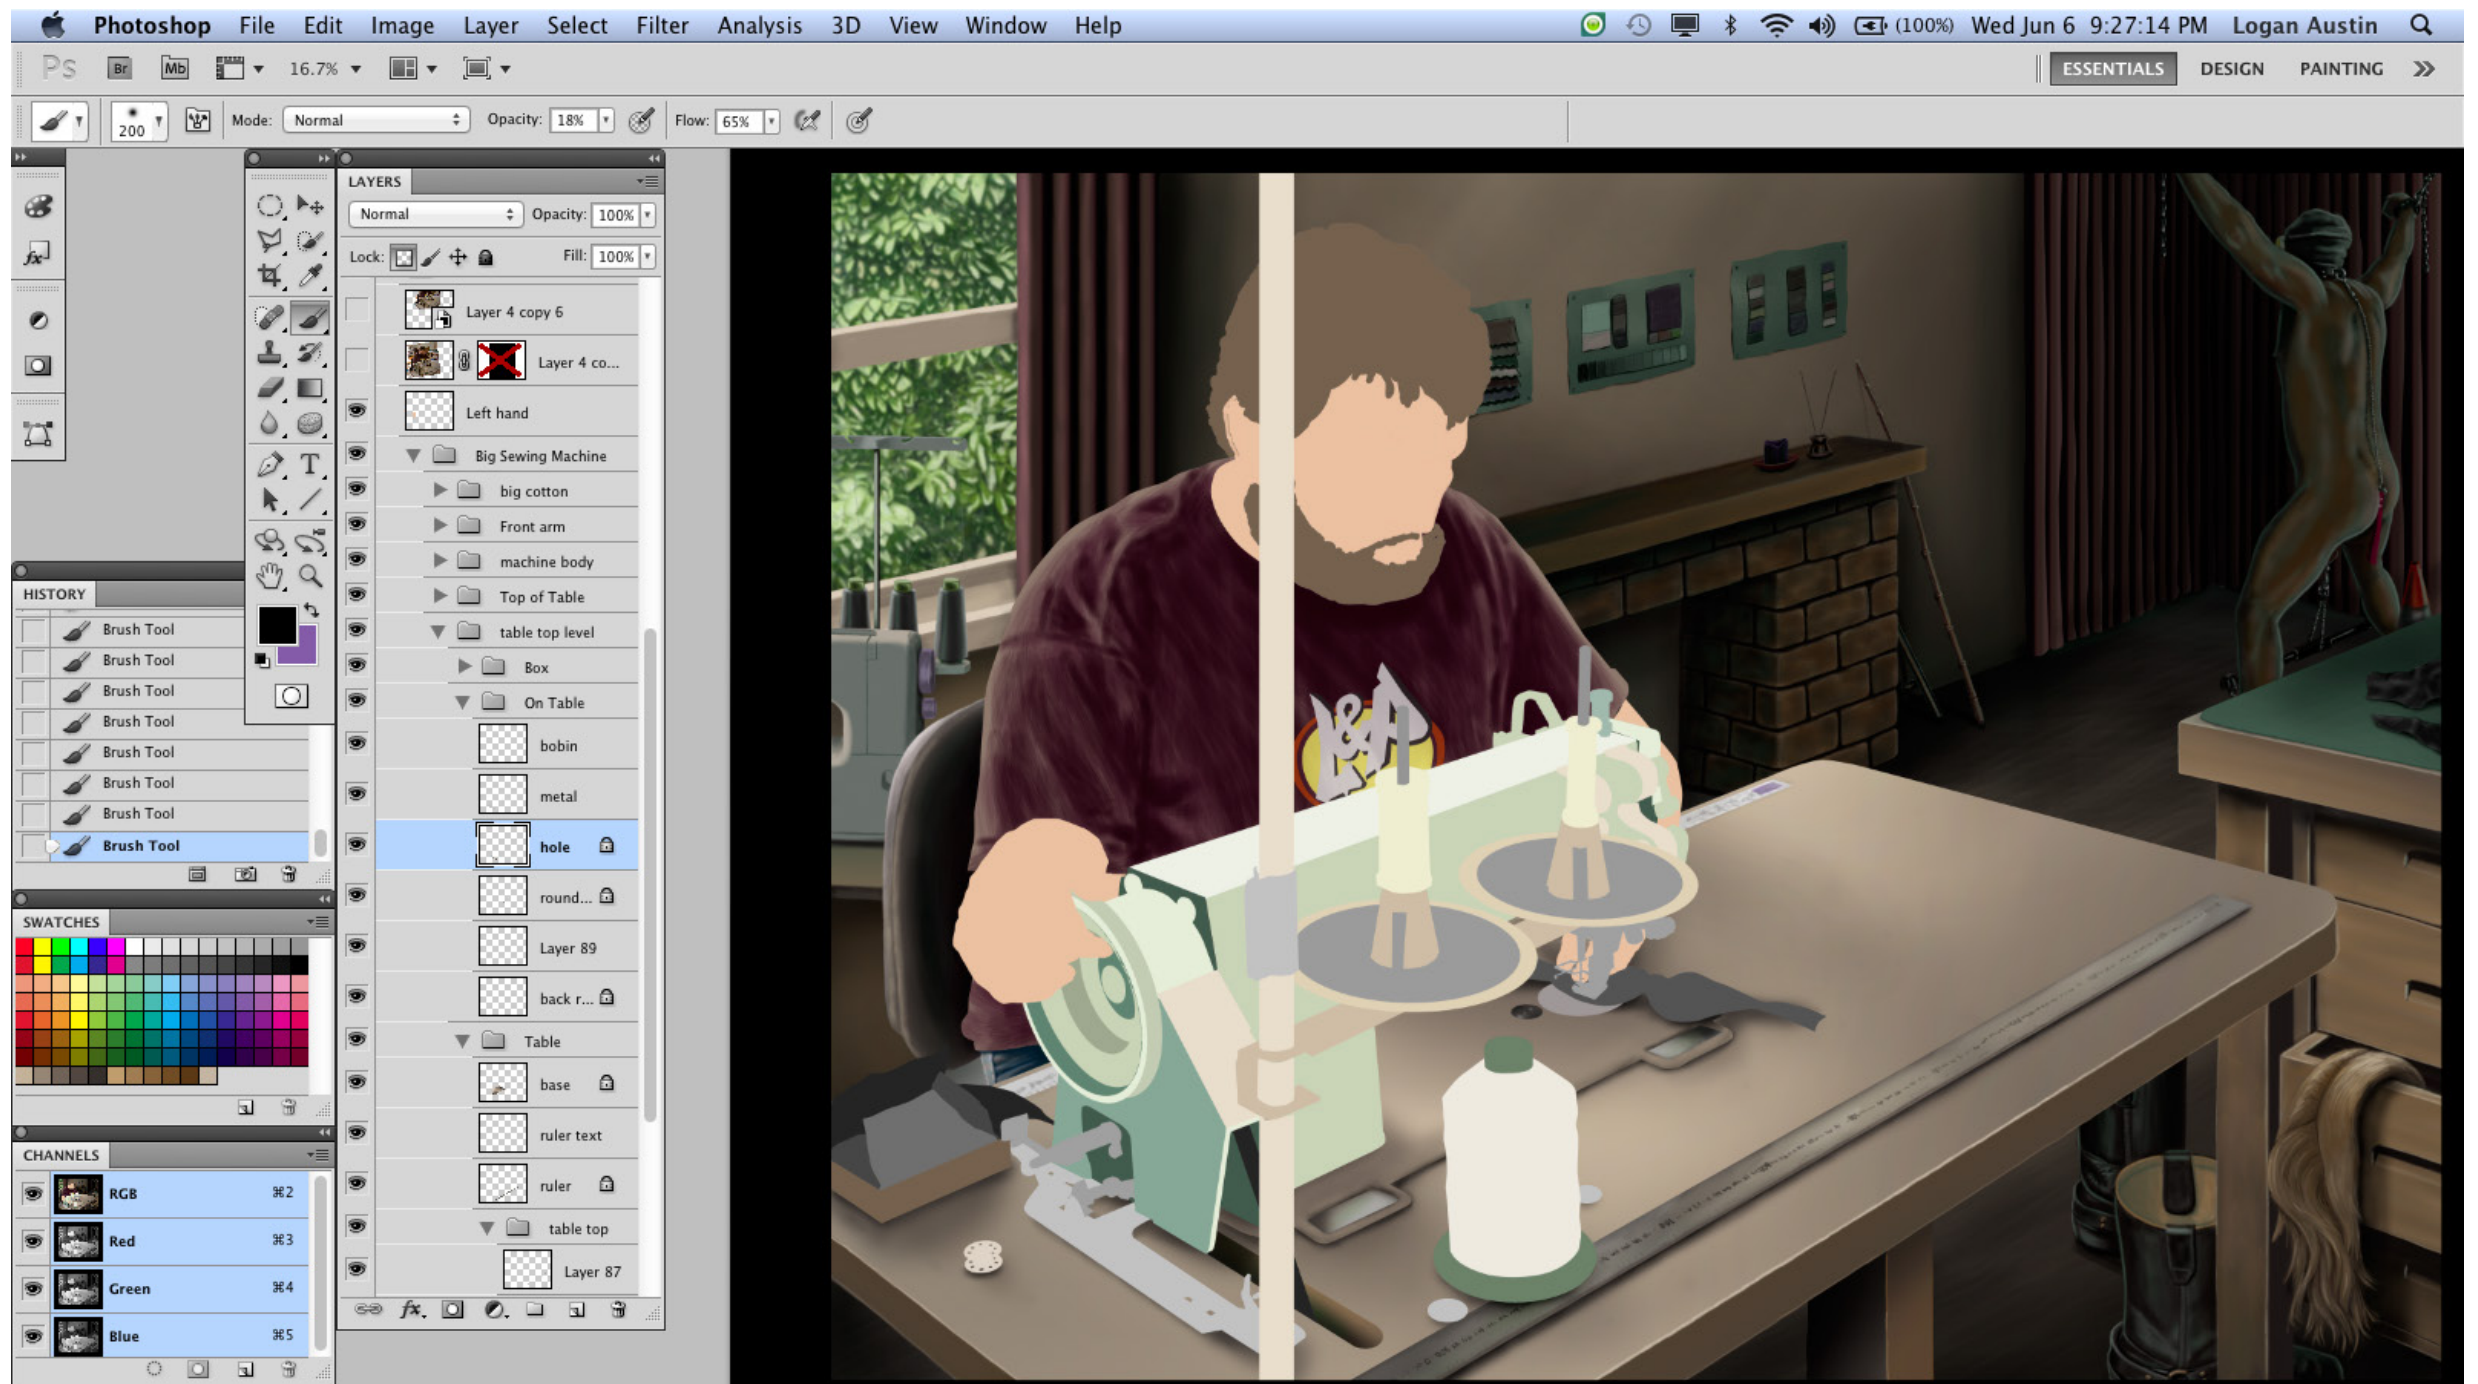 Photoshop File Edit Image Layer Select Filter Analysis 3D View Window Help (100%) Wed Jun 6 9:27:14 PM Logan Austin
Ps Br Mb 16.7% ESSENTIALS DESIGN PAINTING
200 Mode: Normal Opacity: 18% Flow: 65%
LAYERS
Normal Opacity: 100%
Lock: Fill: 100%
Layer 4 copy 6
Layer 4 co...
Left hand
Big Sewing Machine
big cotton
Front arm
machine body
Top of Table
table top level
Box
On Table
bobin
metal
hole
round...
Layer 89
back r...
Table
base
ruler text
ruler
table top
Layer 87
HISTORY
Brush Tool
Brush Tool
Brush Tool
Brush Tool
Brush Tool
Brush Tool
Brush Tool
Brush Tool
SWATCHES
CHANNELS
RGB ⌘2
Red ⌘3
Green ⌘4
Blue ⌘5
L&A